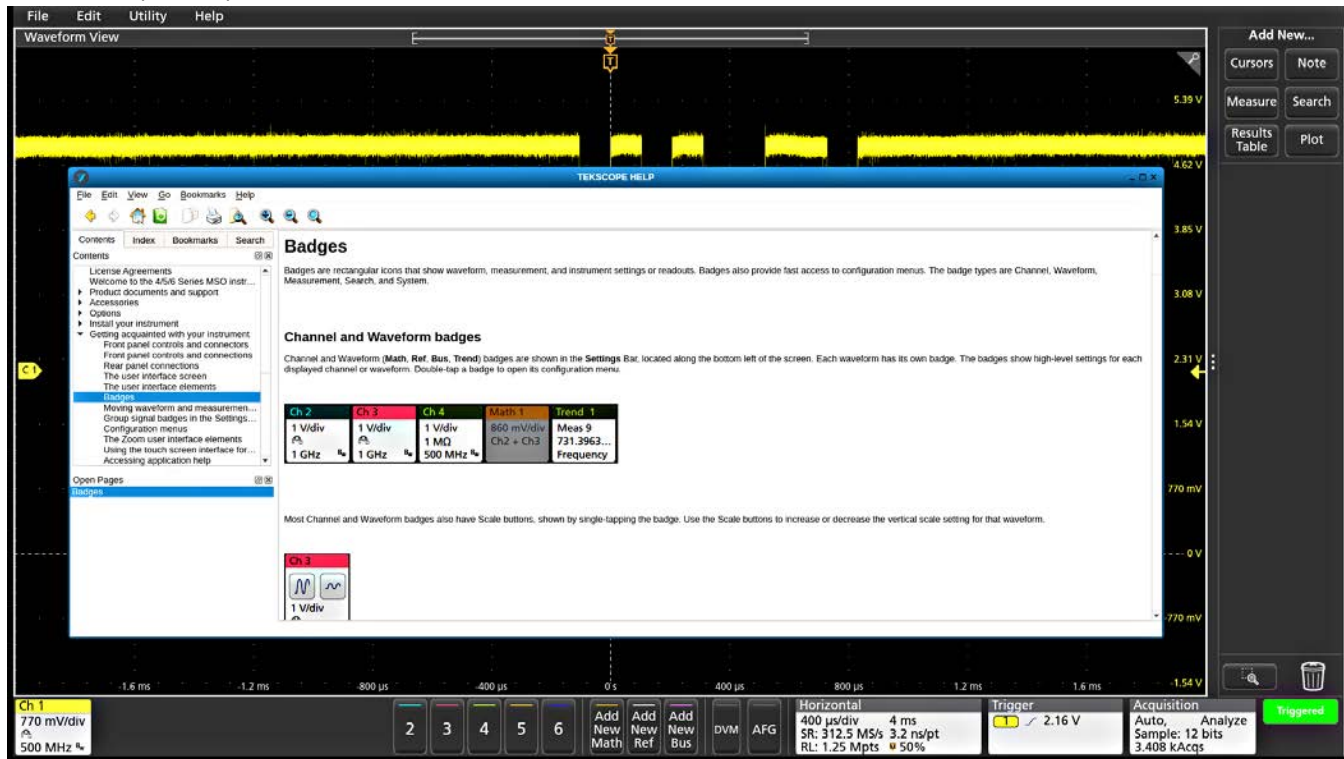 File Edit Utility Help
Waveform View
Add New...
Cursors Note
Measure Search
Results Table Plot
T
T
5.39 V
4.62 V
3.85 V
3.08 V
2.31 V
1.54 V
770 mV
0 V
-770 mV
-1.54 V
C1
TEKSCOPE HELP
File Edit View Go Bookmarks Help
Contents Index Bookmarks Search
Contents
License Agreements
Welcome to the 4/5/6 Series MSO instr...
Product documents and support
Accessories
Options
Install your instrument
Getting acquainted with your instrument
Front panel controls and connectors
Front panel controls and connections
Rear panel connections
The user interface screen
The user interface elements
Badges
Moving waveform and measuremen...
Group signal badges in the Settings...
Configuration menus
The Zoom user interface elements
Using the touch screen interface for...
Accessing application help
Open Pages
Badges
Badges
Badges are rectangular icons that show waveform, measurement, and instrument settings or readouts. Badges also provide fast access to configuration menus. The badge types are Channel, Waveform,
Measurement, Search, and System.
Channel and Waveform badges
Channel and Waveform (Math, Ref, Bus, Trend) badges are shown in the Settings Bar, located along the bottom left of the screen. Each waveform has its own badge. The badges show high-level settings for each
displayed channel or waveform. Double-tap a badge to open its configuration menu.
Ch 2 Ch 3 Ch 4 Math 1 Trend 1
1 V/div 1 V/div 1 V/div 860 mV/div Meas 9
1 MΩ Ch2 + Ch3 731.3963...
1 GHz 1 GHz 500 MHz Frequency
Most Channel and Waveform badges also have Scale buttons, shown by single-tapping the badge. Use the Scale buttons to increase or decrease the vertical scale setting for that waveform.
Ch 3
1 V/div
-1.6 ms -1.2 ms -800 µs -400 µs 0 s 400 µs 800 µs 1.2 ms 1.6 ms
Ch 1
770 mV/div
500 MHz
2 3 4 5 6
Add New Math
Add New Ref
Add New Bus
DVM AFG
Horizontal
400 µs/div 4 ms
SR: 312.5 MS/s 3.2 ns/pt
RL: 1.25 Mpts 50%
Trigger
1 2.16 V
Acquisition
Auto, Analyze
Sample: 12 bits
3.408 kAcqs
Triggered